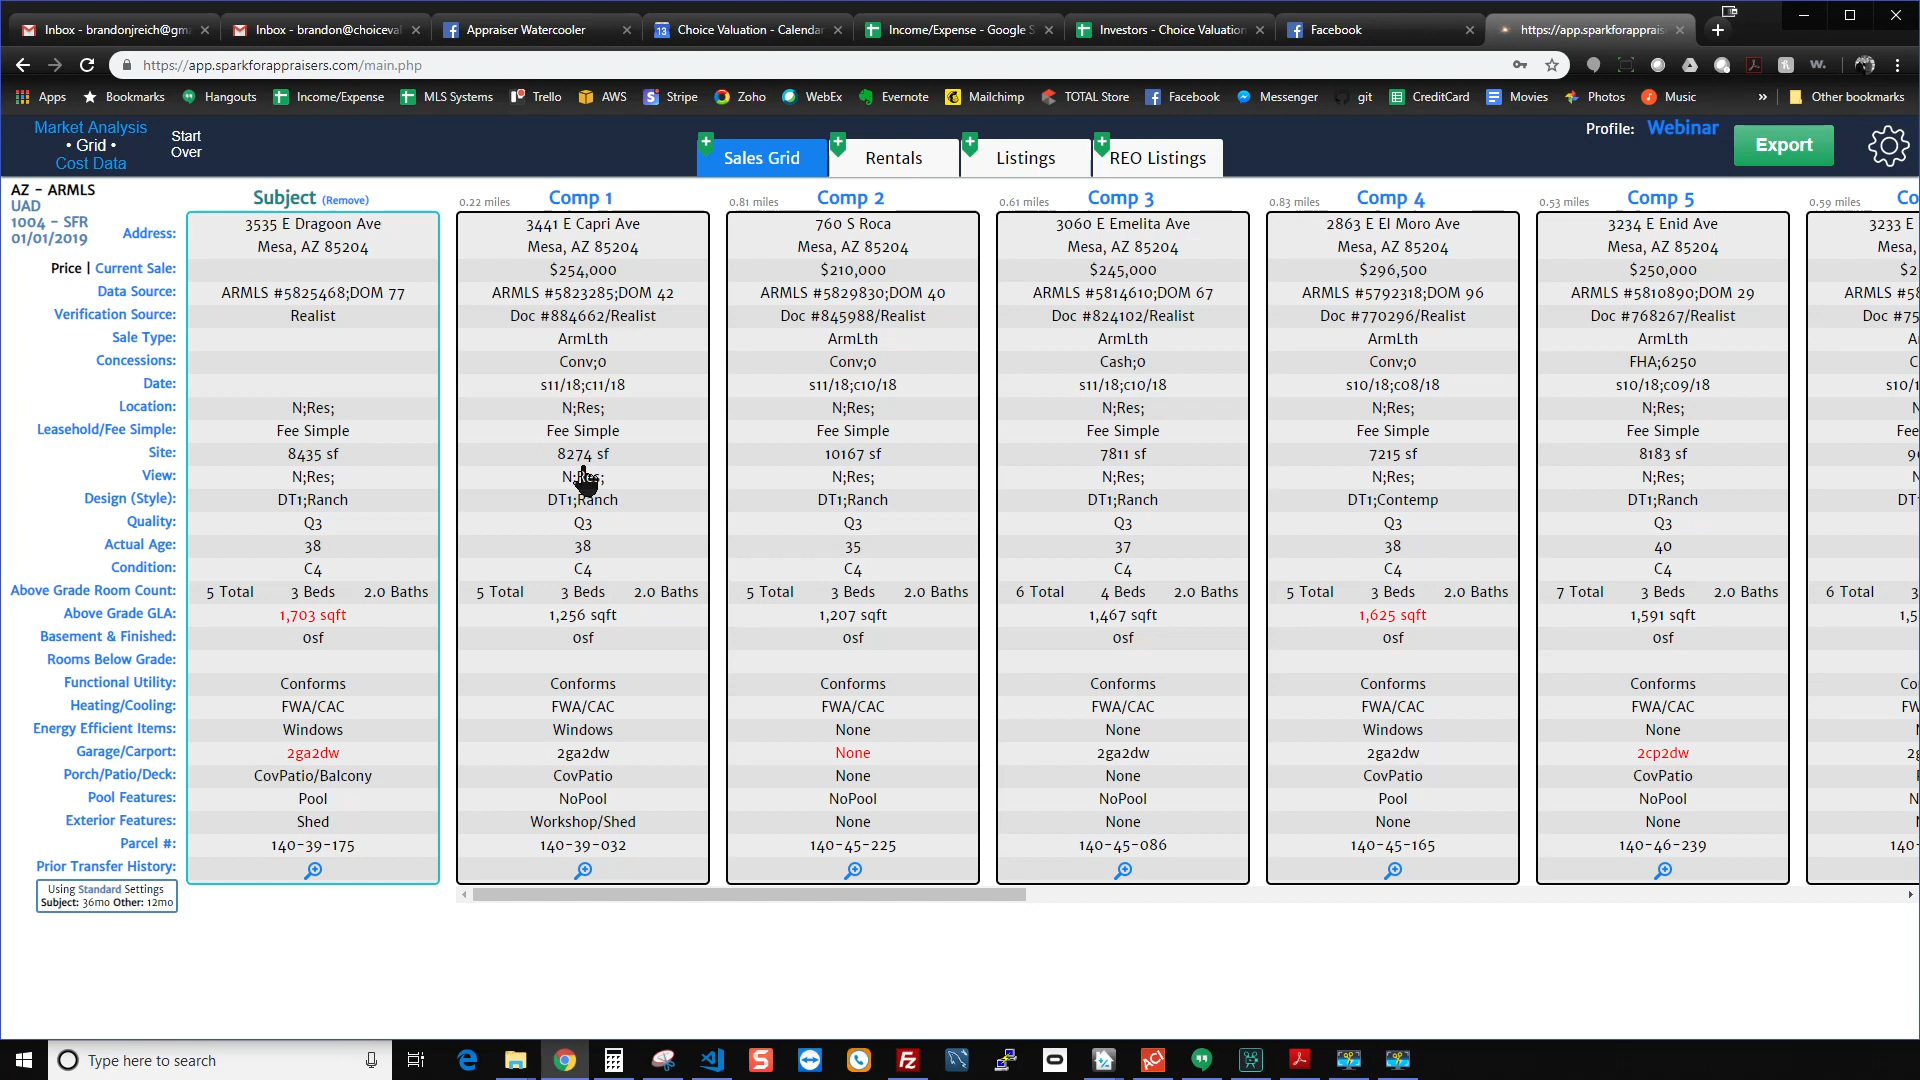 Inbox - brandonjreich@gma
Inbox - brandon@choiceval
Appraiser Watercooler
Choice Valuation - Calendar
Income/Expense - Google S
Investors - Choice Valuation
Facebook
https://app.sparkforapprais
https://app.sparkforappraisers.com/main.php
Apps
Bookmarks
Hangouts
Income/Expense
MLS Systems
Trello
AWS
Stripe
Zoho
WebEx
Evernote
Mailchimp
TOTAL Store
Facebook
Messenger
git
CreditCard
Movies
Photos
Music
»
Other bookmarks
Market Analysis
• Grid •
Cost Data
Start
Over
Sales Grid
Rentals
Listings
REO Listings
Profile: Webinar
Export
AZ - ARMLS
UAD
1004 - SFR
01/01/2019
Subject (Remove)
0.22 miles Comp 1
0.81 miles Comp 2
0.61 miles Comp 3
0.83 miles Comp 4
0.53 miles Comp 5
0.59 miles Co
Address: 3535 E Dragoon Ave 3441 E Capri Ave 760 S Roca 3060 E Emelita Ave 2863 E El Moro Ave 3234 E Enid Ave 3233 E
Mesa, AZ 85204 Mesa, AZ 85204 Mesa, AZ 85204 Mesa, AZ 85204 Mesa, AZ 85204 Mesa, AZ 85204 Mesa,
Price | Current Sale: $254,000 $210,000 $245,000 $296,500 $250,000 $2
Data Source: ARMLS #5825468;DOM 77 ARMLS #5823285;DOM 42 ARMLS #5829830;DOM 40 ARMLS #5814610;DOM 67 ARMLS #5792318;DOM 96 ARMLS #5810890;DOM 29 ARMLS #58
Verification Source: Realist Doc #884662/Realist Doc #845988/Realist Doc #824102/Realist Doc #770296/Realist Doc #768267/Realist Doc #75
Sale Type: ArmLth ArmLth ArmLth ArmLth ArmLth A
Concessions: Conv;0 Conv;0 Cash;0 Conv;0 FHA;6250 C
Date: s11/18;c11/18 s11/18;c10/18 s11/18;c10/18 s10/18;c08/18 s10/18;c09/18 s10/1
Location: N;Res; N;Res; N;Res; N;Res; N;Res; N;Res; N
Leasehold/Fee Simple: Fee Simple Fee Simple Fee Simple Fee Simple Fee Simple Fee Simple Fee
Site: 8435 sf 8274 sf 10167 sf 7811 sf 7215 sf 8183 sf 9
View: N;Res; N;Res; N;Res; N;Res; N;Res; N;Res; N
Design (Style): DT1;Ranch DT1;Ranch DT1;Ranch DT1;Ranch DT1;Contemp DT1;Ranch DT
Quality: Q3 Q3 Q3 Q3 Q3 Q3
Actual Age: 38 38 35 37 38 40
Condition: C4 C4 C4 C4 C4 C4
Above Grade Room Count: 5 Total 3 Beds 2.0 Baths 5 Total 3 Beds 2.0 Baths 5 Total 3 Beds 2.0 Baths 6 Total 4 Beds 2.0 Baths 5 Total 3 Beds 2.0 Baths 7 Total 3 Beds 2.0 Baths 6 Total 3
Above Grade GLA: 1,703 sqft 1,256 sqft 1,207 sqft 1,467 sqft 1,625 sqft 1,591 sqft 1,5
Basement & Finished: 0sf 0sf 0sf 0sf 0sf 0sf
Rooms Below Grade:
Functional Utility: Conforms Conforms Conforms Conforms Conforms Conforms Co
Heating/Cooling: FWA/CAC FWA/CAC FWA/CAC FWA/CAC FWA/CAC FWA/CAC FW
Energy Efficient Items: Windows Windows None None Windows None
Garage/Carport: 2ga2dw 2ga2dw None 2ga2dw 2ga2dw 2cp2dw 2g
Porch/Patio/Deck: CovPatio/Balcony CovPatio None None CovPatio CovPatio C
Pool Features: Pool NoPool NoPool NoPool Pool NoPool N
Exterior Features: Shed Workshop/Shed None None None None
Parcel #: 140-39-175 140-39-032 140-45-225 140-45-086 140-45-165 140-46-239 140-
Prior Transfer History:
Using Standard Settings
Subject: 36mo Other: 12mo
Type here to search